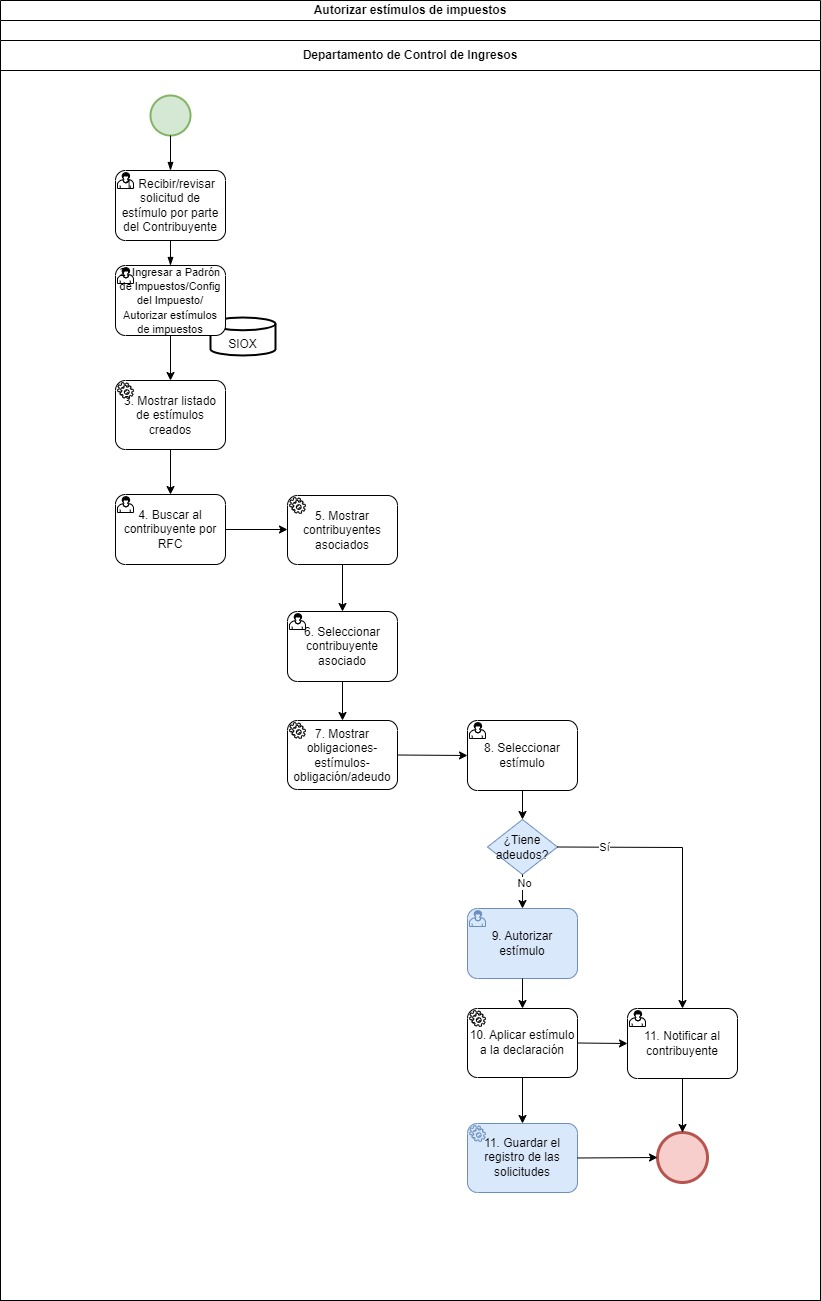 Autorizar estímulos de impuestos
Departamento de Control de Ingresos
Recibir/revisar
solicitud de
estímulo por parte
del Contribuyente
Ingresar a Padrón
de Impuestos/Config
del Impuesto/
Autorizar estímulos
de impuestos
SIOX
3. Mostrar listado
de estímulos
creados
4. Buscar al
contribuyente por
RFC
5. Mostrar
contribuyentes
asociados
6. Seleccionar
contribuyente
asociado
7. Mostrar
obligaciones-
estímulos-
obligación/adeudo
8. Seleccionar
estímulo
¿Tiene
adeudos?
Sí
No
9. Autorizar
estímulo
10. Aplicar estímulo
a la declaración
11. Notificar al
contribuyente
11. Guardar el
registro de las
solicitudes